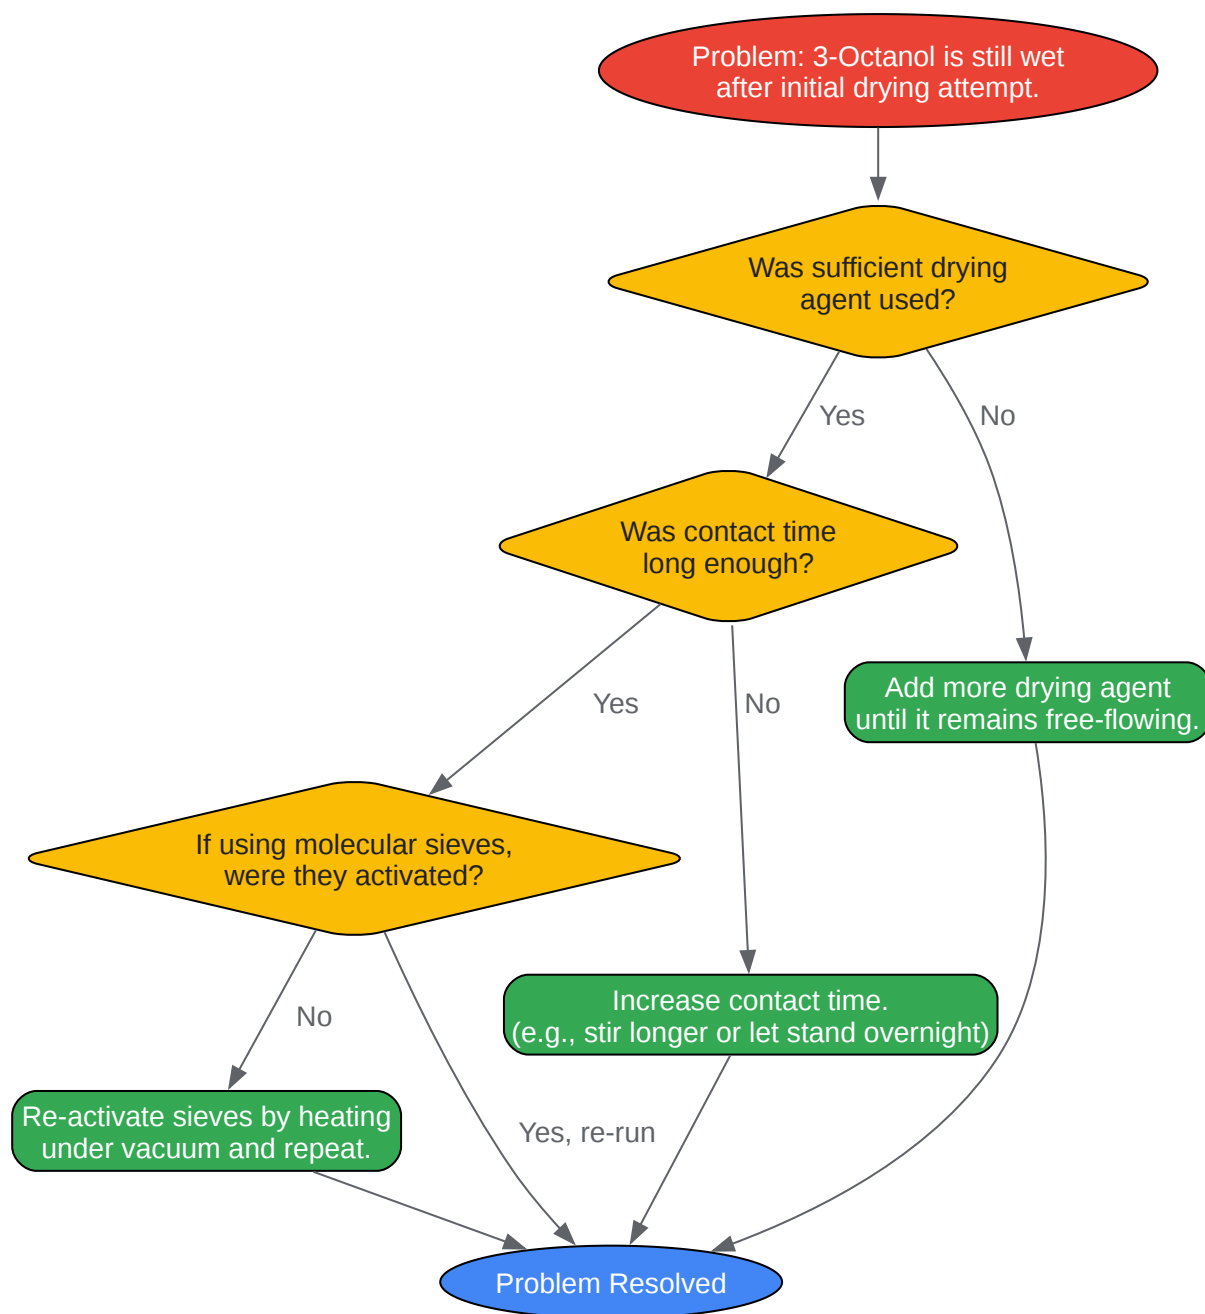 Problem: 3-Octanol is still wet
after initial drying attempt.
Was sufficient drying
agent used?
Yes
No
Was contact time
long enough?
Yes
No
Add more drying agent
until it remains free-flowing.
If using molecular sieves,
were they activated?
No
Increase contact time.
(e.g., stir longer or let stand overnight)
Re-activate sieves by heating
under vacuum and repeat.
Yes, re-run
Problem Resolved